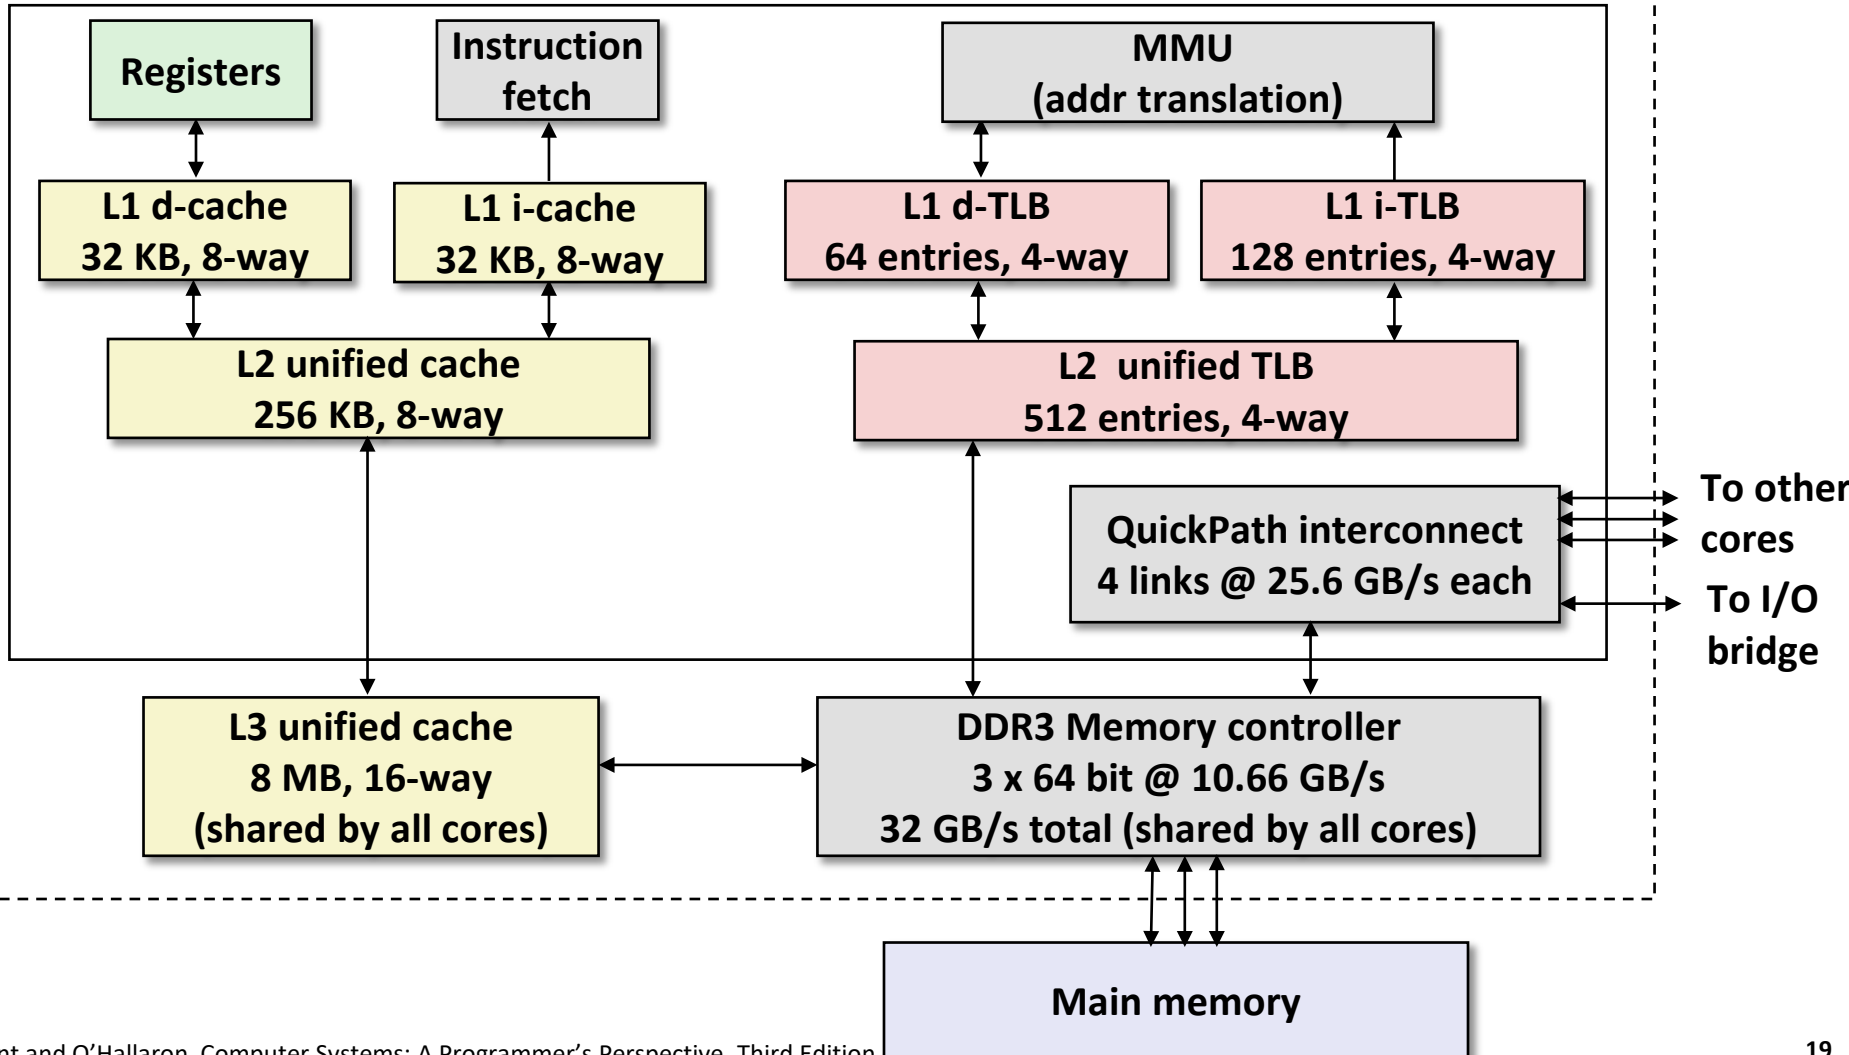 Registers
Instruction
fetch
MMU
(addr translation)
L1 d-cache
32 KB, 8-way
L1 i-cache
32 KB, 8-way
L1 d-TLB
64 entries, 4-way
L1 i-TLB
128 entries, 4-way
L2 unified cache
256 KB, 8-way
L2  unified TLB
512 entries, 4-way
QuickPath interconnect
4 links @ 25.6 GB/s each
To other
cores
To I/O
bridge
L3 unified cache
8 MB, 16-way
(shared by all cores)
DDR3 Memory controller
3 x 64 bit @ 10.66 GB/s
32 GB/s total (shared by all cores)
Main memory
nt and O'Hallaron, Computer Systems: A Programmer's Perspective, Third Edition
19